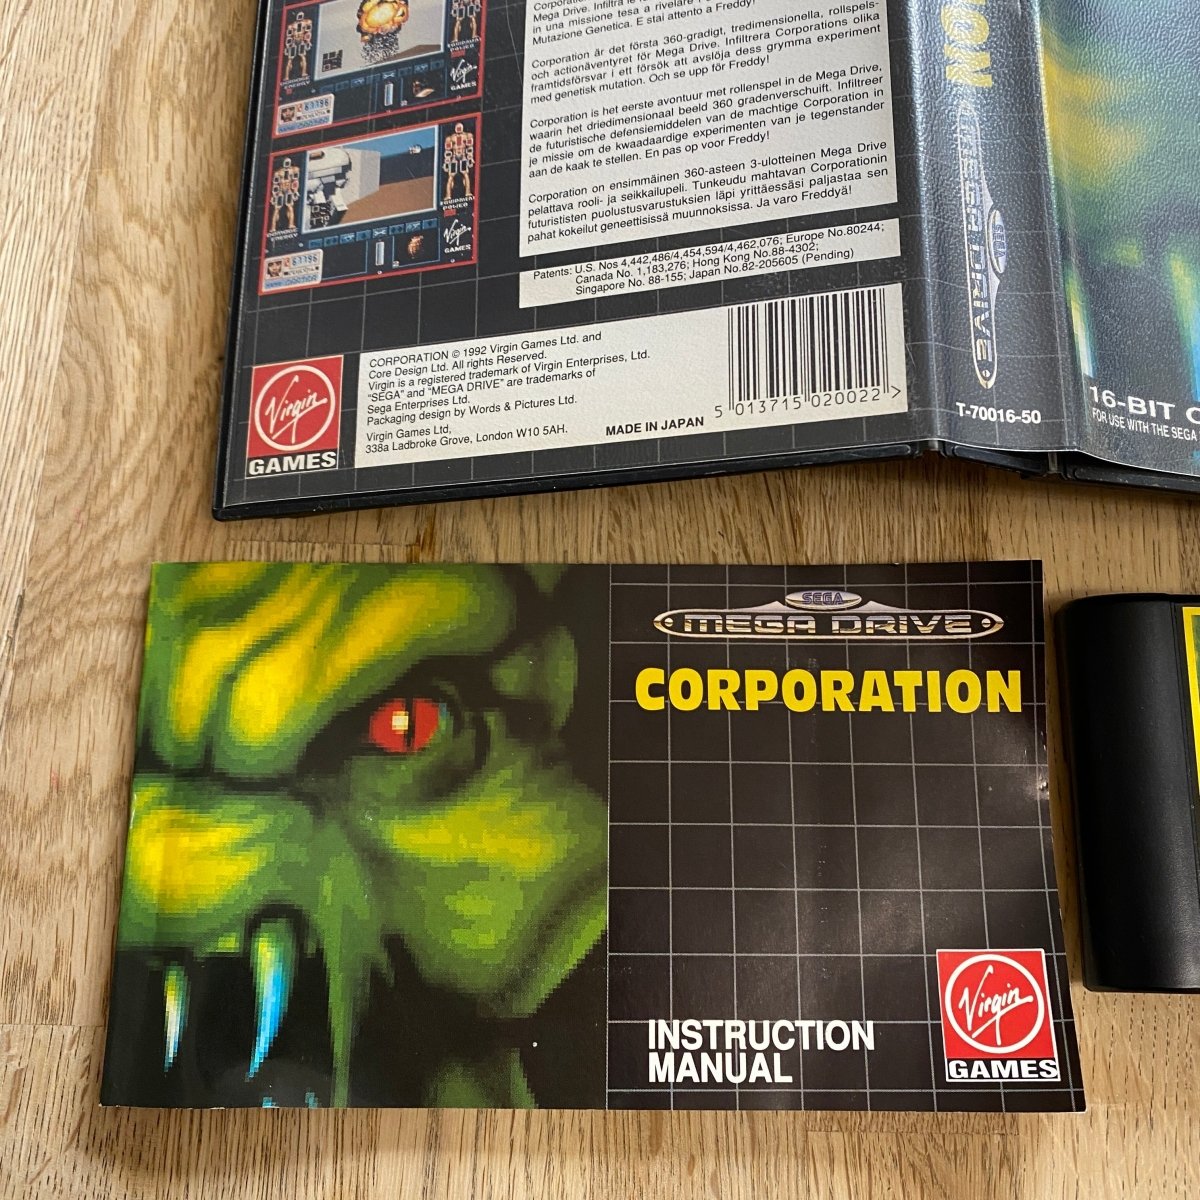 Mega Drive. Infiltra le
in una missione tesa a rivelare i
Mutazione Genetica. E stai attento a Freddy!
Corporation är det första 360-gradigt, tredimensionella, rollspels-
och actionäventyret för Mega Drive. Infiltrera Corporations olika
framtidsförsvar i ett försök att avslöja dess grymma experiment
med genetisk mutation. Och se upp för Freddy!
Corporation is het eerste avontuur met rollenspel in de Mega Drive,
waarin het driedimensionaal beeld 360 gradenverschuift. Infiltreer
de futuristische defensiemiddelen van de machtige Corporation in
je missie om de kwaadaardige experimenten van je tegenstander
aan de kaak te stellen. En pas op voor Freddy!
Corporation on ensimmäinen 360-asteen 3-ulotteinen Mega Drive
pelattava rooli- ja seikkailupeli. Tunkeudu mahtavan Corporationin
futurististen puolustusvarustuksien läpi yrittäessäsi paljastaa sen
pahat kokeilut geneettisissä muunnoksissa. Ja varo Freddyä!
Patents: U.S. Nos 4,442,486/4,454,594/4,462,076; Europe No.80244;
Canada No. 1,183,276; Hong Kong No.88-4302;
Singapore No. 88-155; Japan No.82-205605 (Pending)
CORPORATION © 1992 Virgin Games Ltd. and
Core Design Ltd. All rights Reserved.
Virgin is a registered trademark of Virgin Enterprises, Ltd.
"SEGA" and "MEGA DRIVE" are trademarks of
Sega Enterprises Ltd.
Packaging design by Words & Pictures Ltd.
Virgin Games Ltd,
338a Ladbroke Grove, London W10 5AH.
MADE IN JAPAN
5 013715 020022 >
Virgin
GAMES
Virgin
GAMES
Virgin
GAMES
ION
SEGA
MEGA DRIVE
T-70016-50
16-BIT C
FOR USE WITH THE SEGA
SEGA
MEGA DRIVE
CORPORATION
INSTRUCTION
MANUAL
Virgin
GAMES